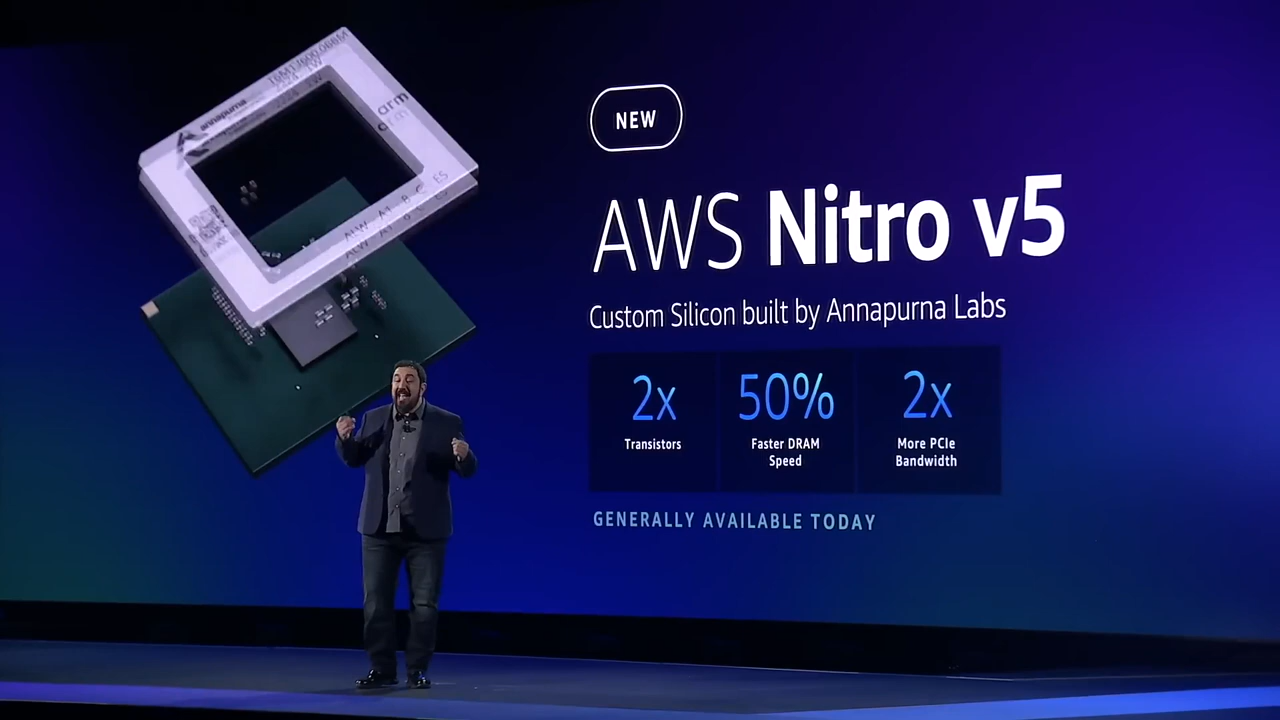 annapurna
arm
NEW
AWS Nitro v5
Custom Silicon built by Annapurna Labs
2x
Transistors
50%
Faster DRAM
Speed
2x
More PCIe
Bandwidth
GENERALLY AVAILABLE TODAY